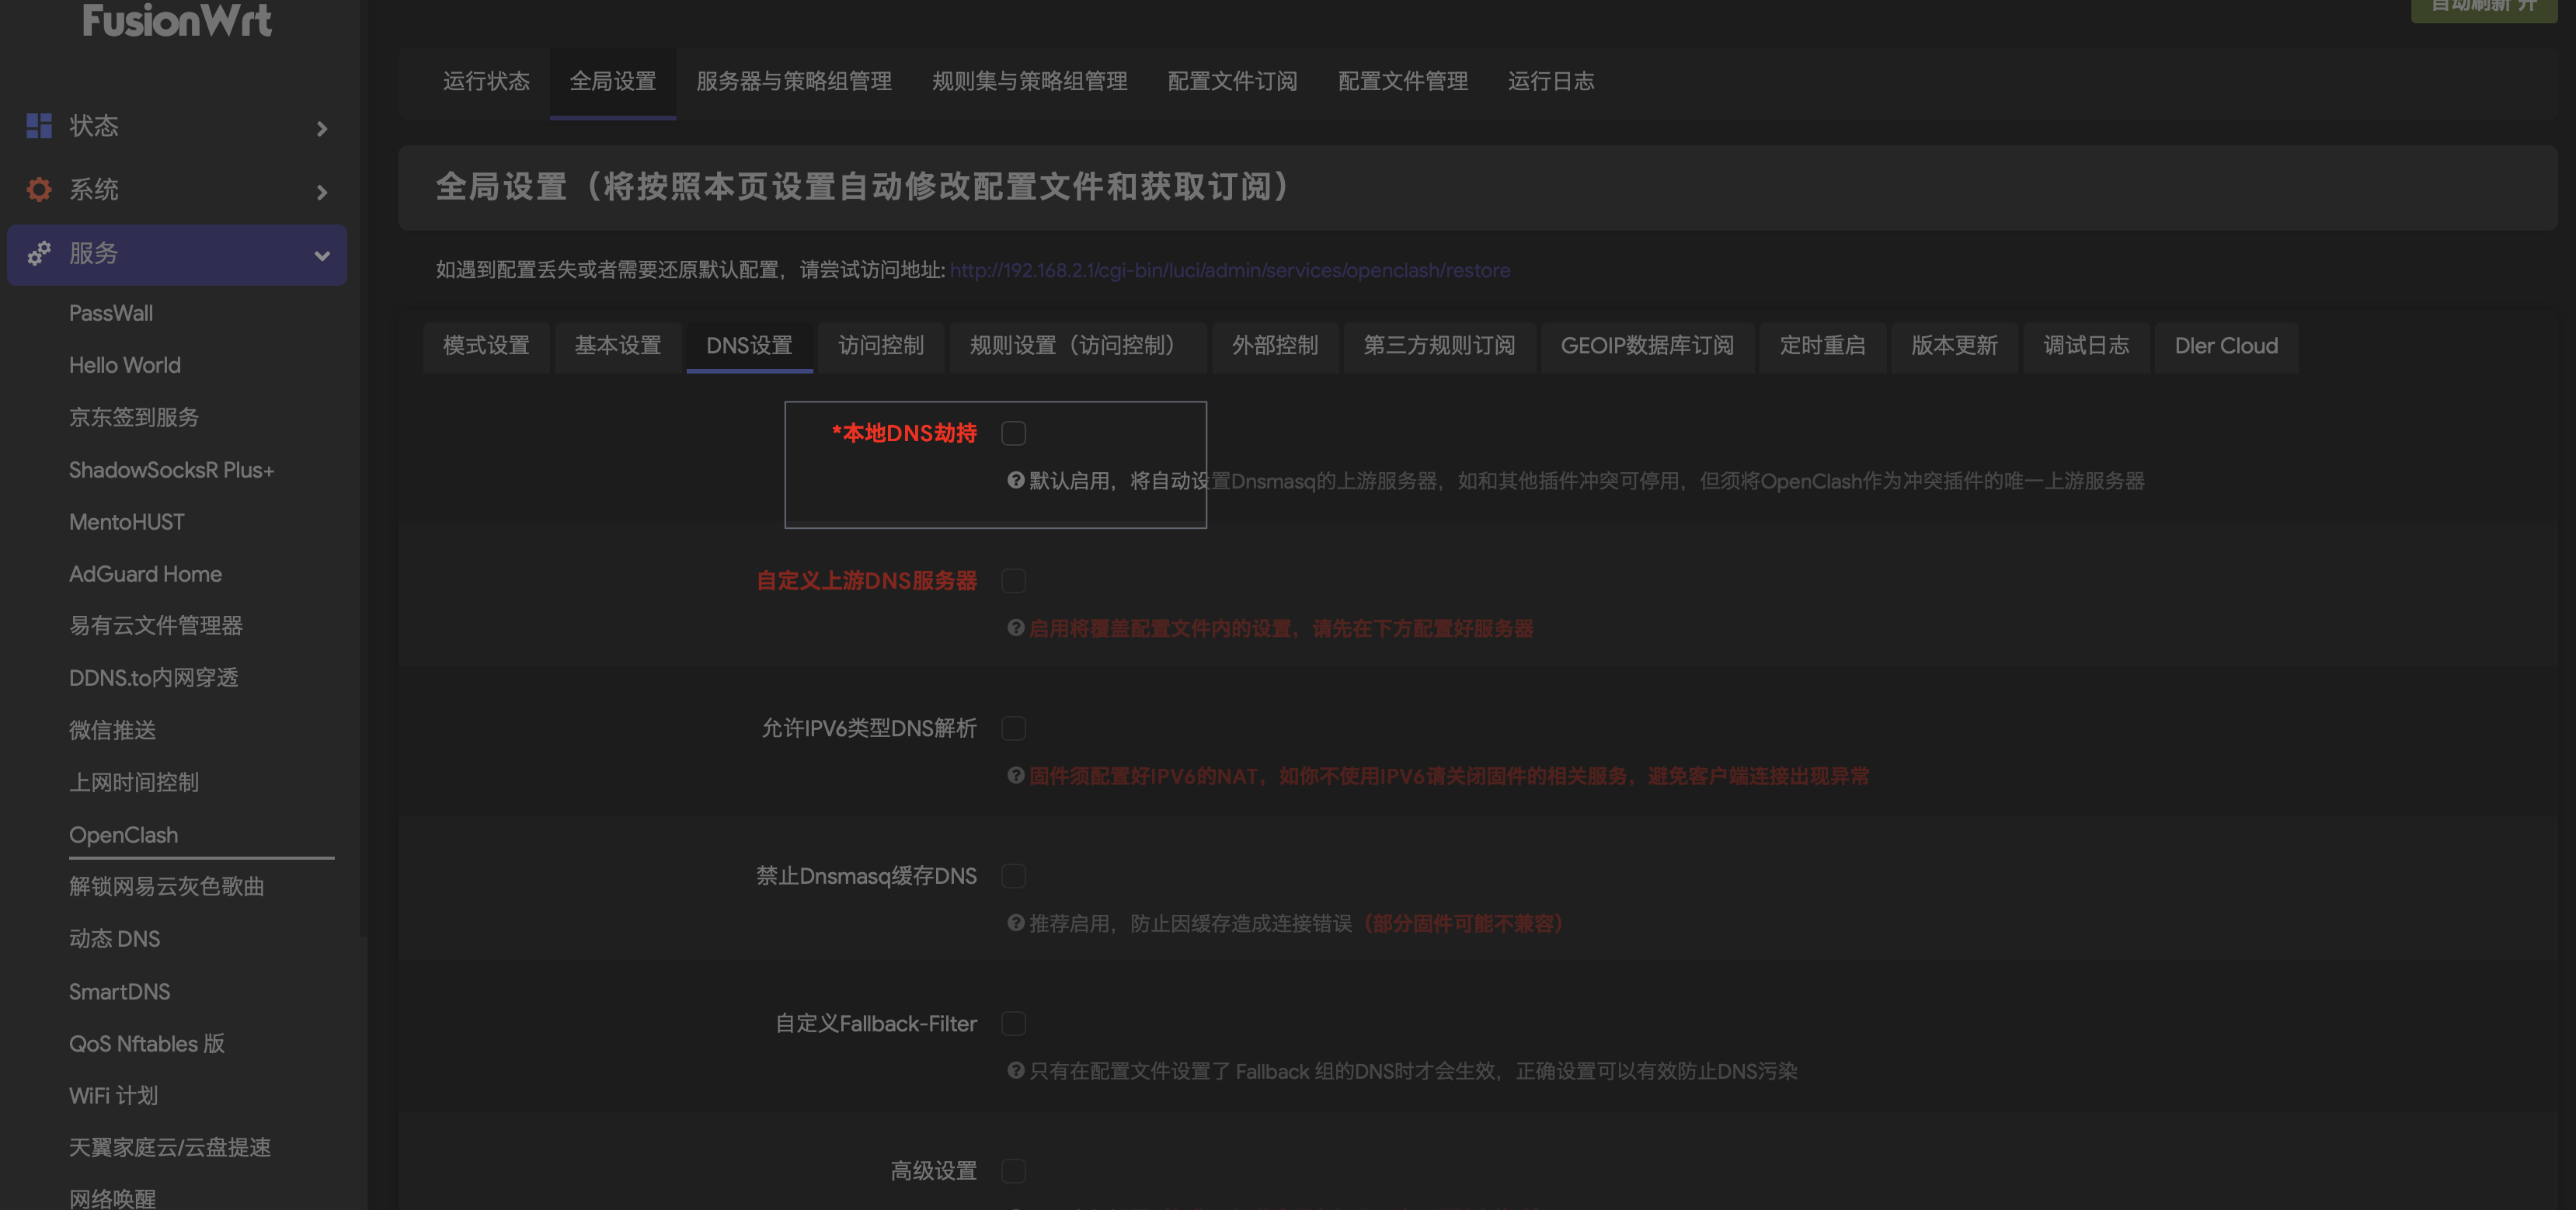 FusionWrt
自动刷新 开
状态
系统
服务
PassWall
Hello World
京东签到服务
ShadowSocksR Plus+
MentoHUST
AdGuard Home
易有云文件管理器
DDNS.to内网穿透
微信推送
上网时间控制
OpenClash
解锁网易云灰色歌曲
动态 DNS
SmartDNS
QoS Nftables 版
WiFi 计划
天翼家庭云/云盘提速
网络唤醒
运行状态 全局设置 服务器与策略组管理 规则集与策略组管理 配置文件订阅 配置文件管理 运行日志
全局设置（将按照本页设置自动修改配置文件和获取订阅）
如遇到配置丢失或者需要还原默认配置，请尝试访问地址: http://192.168.2.1/cgi-bin/luci/admin/services/openclash/restore
模式设置 基本设置 DNS设置 访问控制 规则设置（访问控制） 外部控制 第三方规则订阅 GEOIP数据库订阅 定时重启 版本更新 调试日志 Dler Cloud
*本地DNS劫持
默认启用，将自动设置Dnsmasq的上游服务器，如和其他插件冲突可停用，但须将OpenClash作为冲突插件的唯一上游服务器
自定义上游DNS服务器
启用将覆盖配置文件内的设置，请先在下方配置好服务器
允许IPV6类型DNS解析
固件须配置好IPV6的NAT，如你不使用IPV6请关闭固件的相关服务，避免客户端连接出现异常
禁止Dnsmasq缓存DNS
推荐启用，防止因缓存造成连接错误（部分固件可能不兼容）
自定义Fallback-Filter
只有在配置文件设置了 Fallback 组的DNS时才会生效，正确设置可以有效防止DNS污染
高级设置